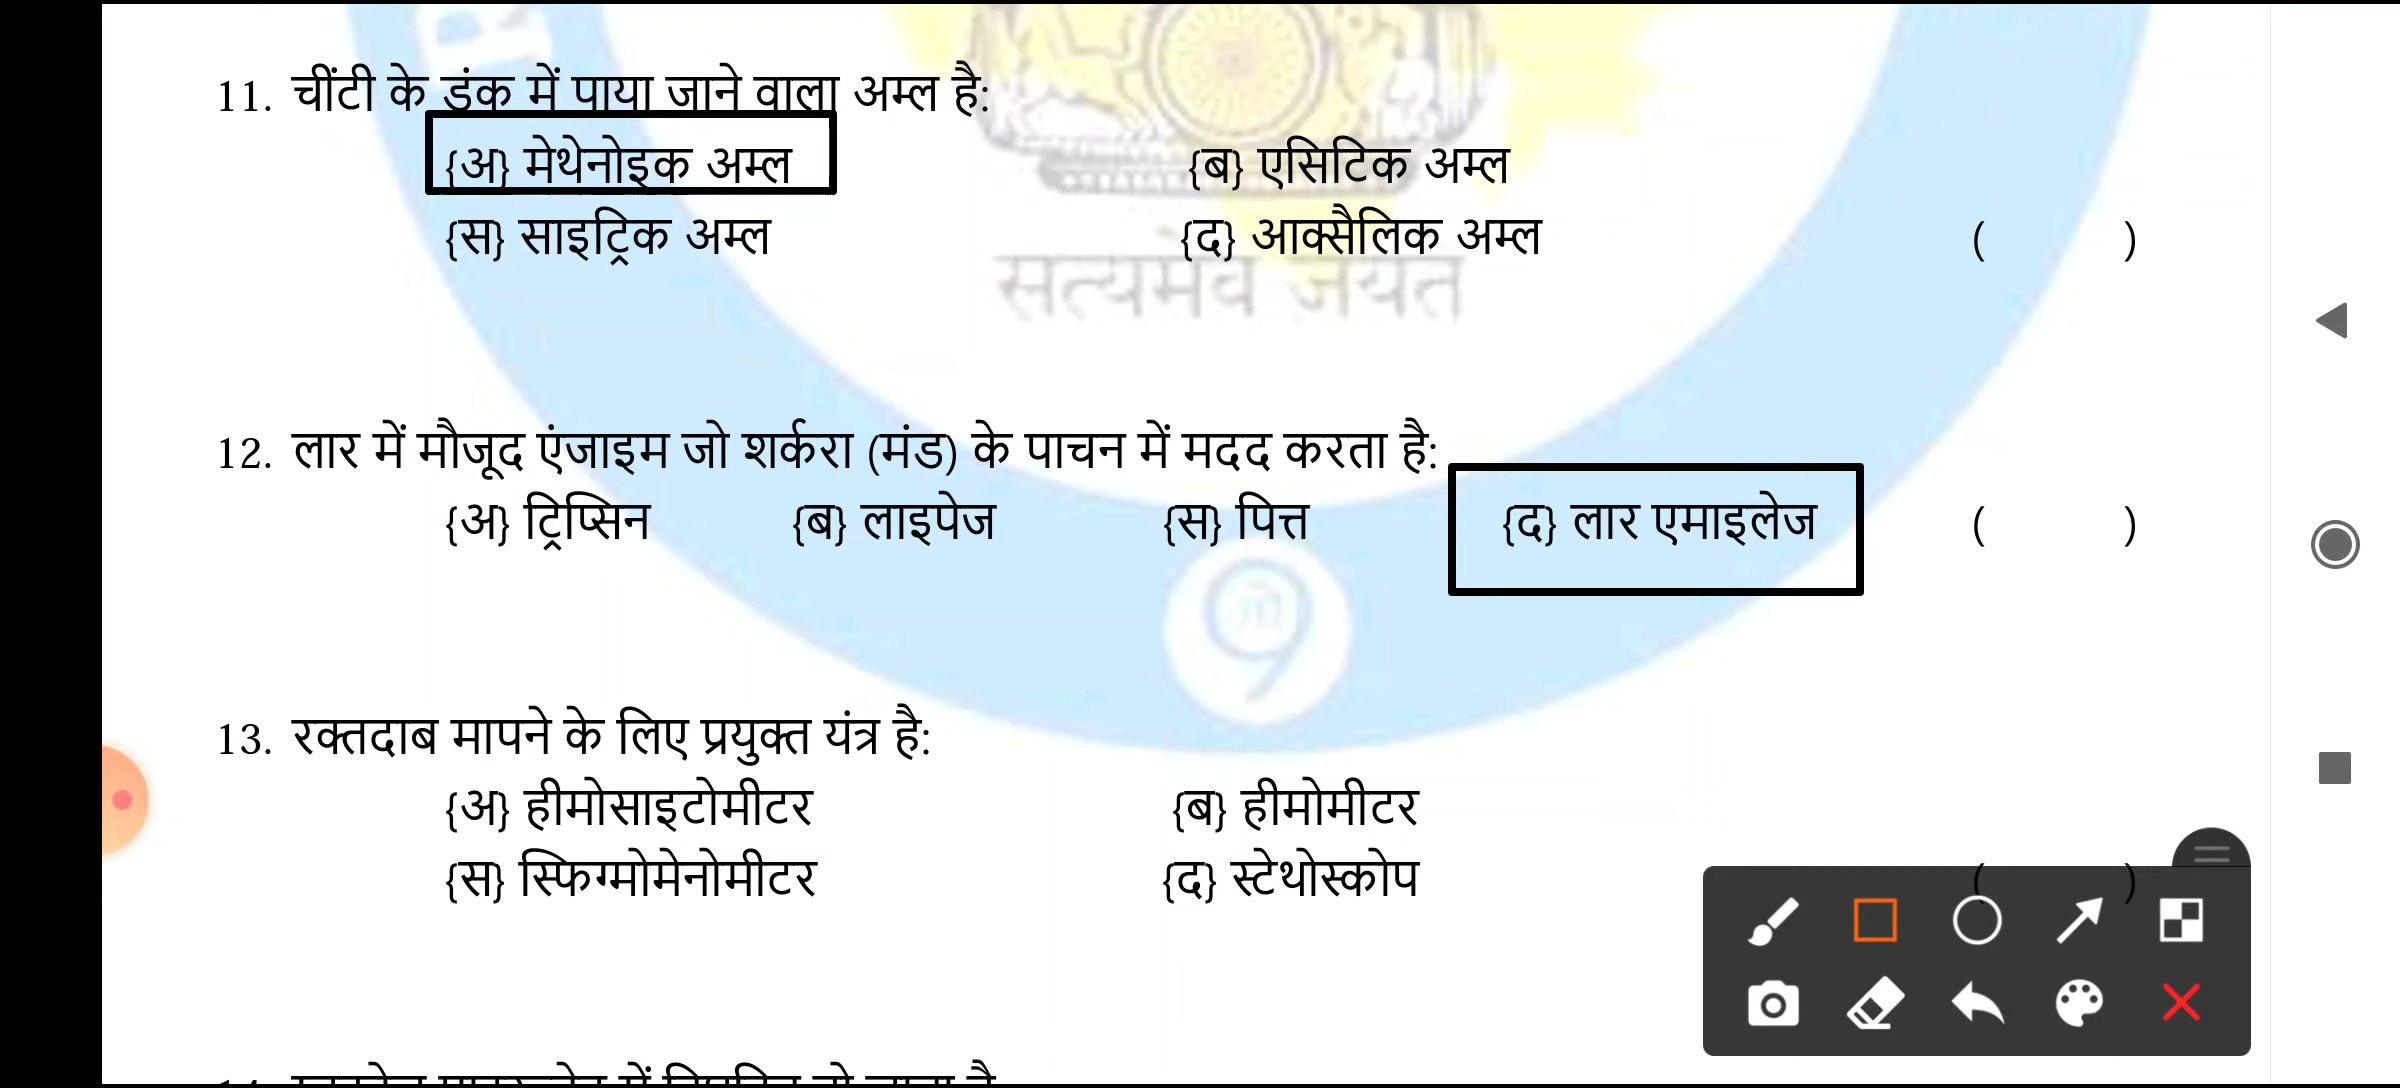 11. चींटी के डंक में पाया जाने वाला अम्ल है:
{अ} मेथेनोइक अम्ल {ब} एसिटिक अम्ल
{स} साइट्रिक अम्ल {द} आक्सैलिक अम्ल ( )
सत्यमेव जयते
12. लार में मौजूद एंजाइम जो शर्करा (मंड) के पाचन में मदद करता है:
{अ} ट्रिप्सिन {ब} लाइपेज {स} पित्त {द} लार एमाइलेज ( )
13. रक्तदाब मापने के लिए प्रयुक्त यंत्र है:
{अ} हीमोसाइटोमीटर {ब} हीमोमीटर
{स} स्फिग्मोमेनोमीटर {द} स्टेथोस्कोप ( )